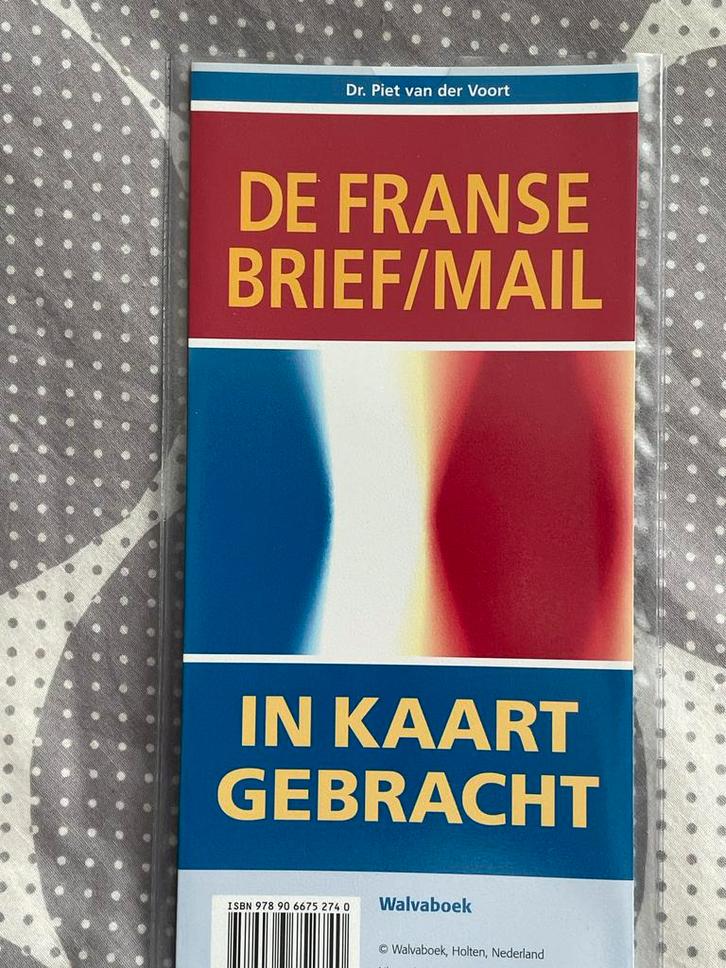 Dr. Piet van der Voort
DE FRANSE
BRIEF/MAIL
IN KAART
GEBRACHT
ISBN 978 90 6675 274 0
Walvaboek
© Walvaboek, Holten, Nederland